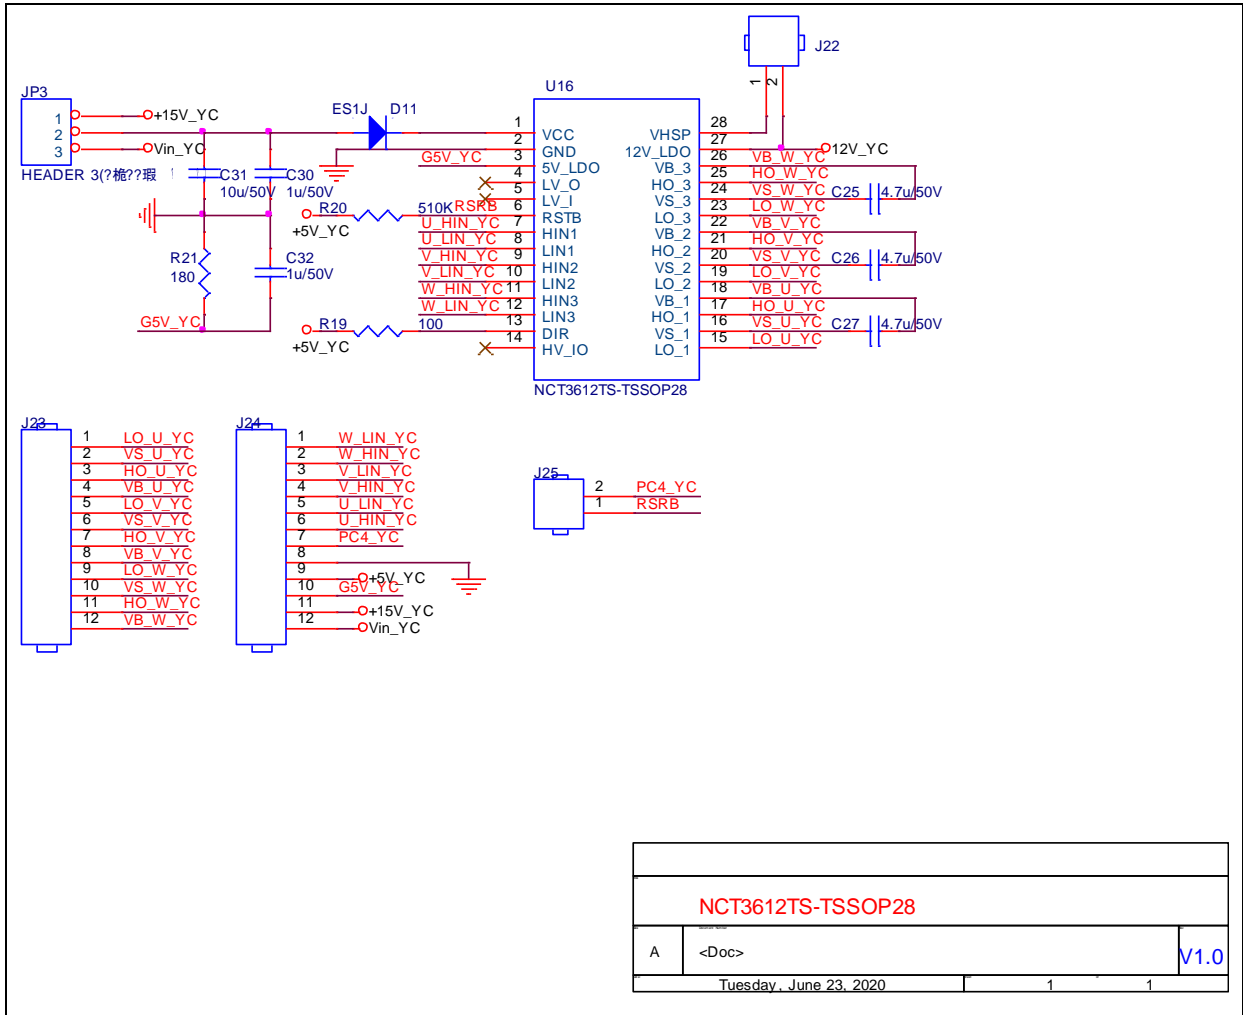 J22
1
2
U16
JP3
1
2
3
+15V_YC
Vin_YC
HEADER 3(?桅??瑕
ES1J D11
C31
10u/50V
C30
1u/50V
R20
510K
+5V_YC
R21
180
C32
1u/50V
G5V_YC
R19
100
+5V_YC
1 VCC
2 GND
G5V_YC 3 5V_LDO
4 LV_O
5 LV_I
RSRB 6 RSTB
U_HIN_YC 7 HIN1
U_LIN_YC 8 LIN1
V_HIN_YC 9 HIN2
V_LIN_YC 10 LIN2
W_HIN_YC 11 HIN3
W_LIN_YC 12 LIN3
13 DIR
14 HV_IO
VHSP 28
12V_LDO 27 12V_YC
VB_3 26 VB_W_YC
HO_3 25 HO_W_YC
VS_3 24 VS_W_YC C25 4.7u/50V
LO_3 23 LO_W_YC
VB_2 22 VB_V_YC
HO_2 21 HO_V_YC
VS_2 20 VS_V_YC C26 4.7u/50V
LO_2 19 LO_V_YC
VB_1 18 VB_U_YC
HO_1 17 HO_U_YC
VS_1 16 VS_U_YC C27 4.7u/50V
LO_1 15 LO_U_YC
NCT3612TS-TSSOP28
J23
1 LO_U_YC
2 VS_U_YC
3 HO_U_YC
4 VB_U_YC
5 LO_V_YC
6 VS_V_YC
7 HO_V_YC
8 VB_V_YC
9 LO_W_YC
10 VS_W_YC
11 HO_W_YC
12 VB_W_YC
J24
1 W_LIN_YC
2 W_HIN_YC
3 V_LIN_YC
4 V_HIN_YC
5 U_LIN_YC
6 U_HIN_YC
7 PC4_YC
8
9 +5V_YC
10 G5V_YC
11 +15V_YC
12 Vin_YC
J25
2 PC4_YC
1 RSRB
NCT3612TS-TSSOP28
A <Doc> V1.0
Tuesday, June 23, 2020 1 1